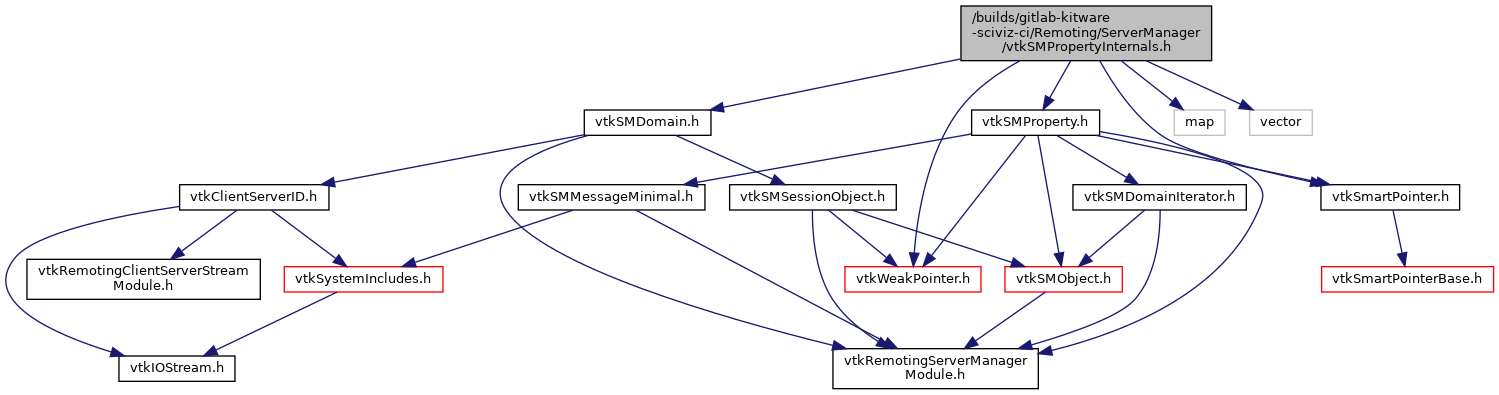 /builds/gitlab-kitware
-sciviz-ci/Remoting/ServerManager
/vtkSMPropertyInternals.h
vtkSMDomain.h
vtkSMProperty.h
map
vector
vtkClientServerID.h
vtkSMMessageMinimal.h
vtkSMSessionObject.h
vtkSMDomainIterator.h
vtkSmartPointer.h
vtkRemotingClientServerStream
Module.h
vtkSystemIncludes.h
vtkWeakPointer.h
vtkSMObject.h
vtkSmartPointerBase.h
vtkIOStream.h
vtkRemotingServerManager
Module.h